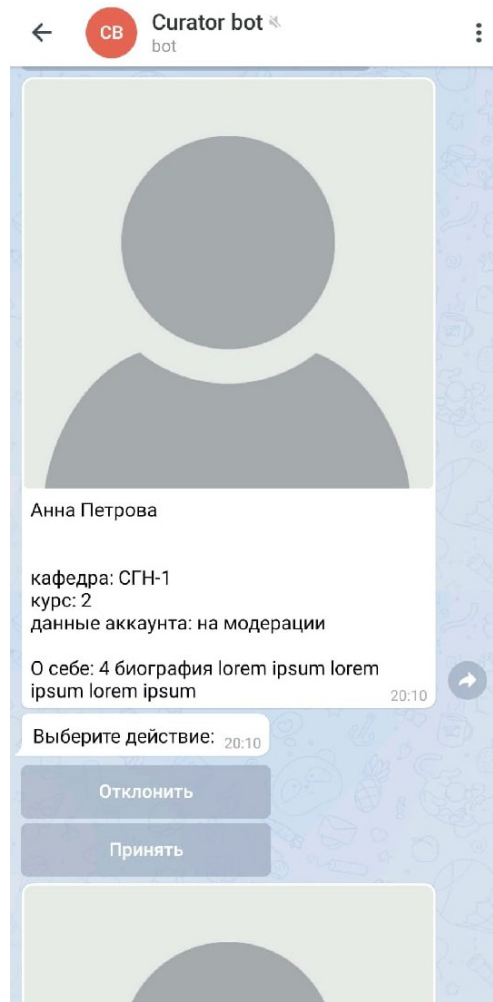 CB
Curator bot
bot
Анна Петрова
кафедра: СГН-1
курс: 2
данные аккаунта: на модерации
О себе: 4 биография lorem ipsum lorem
ipsum lorem ipsum
20:10
Выберите действие: 20:10
Отклонить
Принять